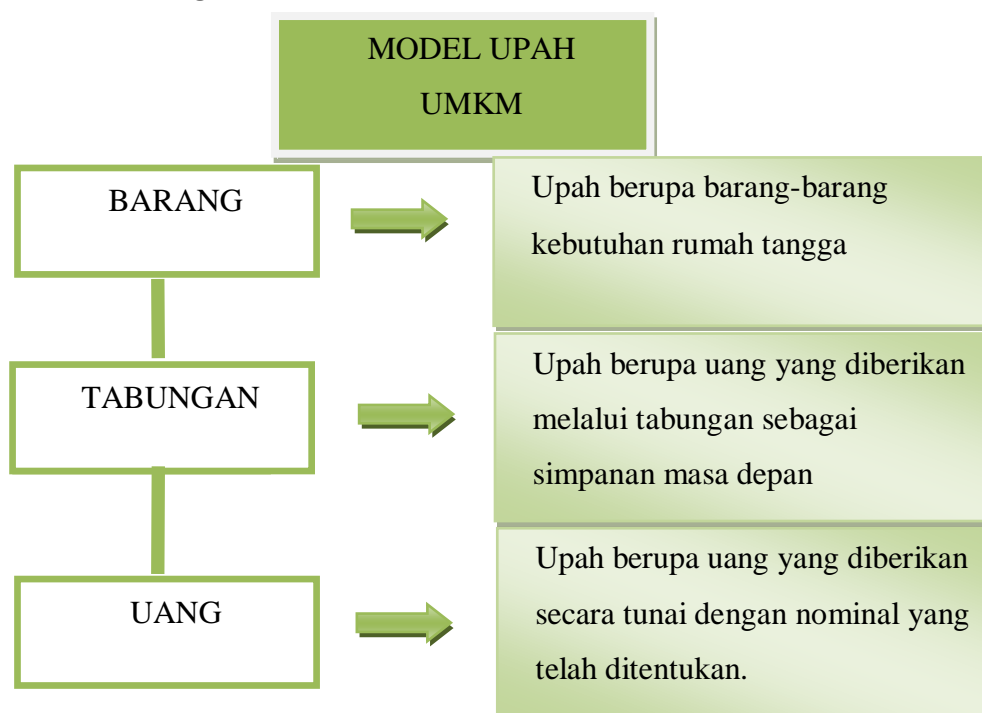 MODEL UPAH
UMKM
BARANG
Upah berupa barang-barang
kebutuhan rumah tangga
TABUNGAN
Upah berupa uang yang diberikan
melalui tabungan sebagai
simpanan masa depan
UANG
Upah berupa uang yang diberikan
secara tunai dengan nominal yang
telah ditentukan.